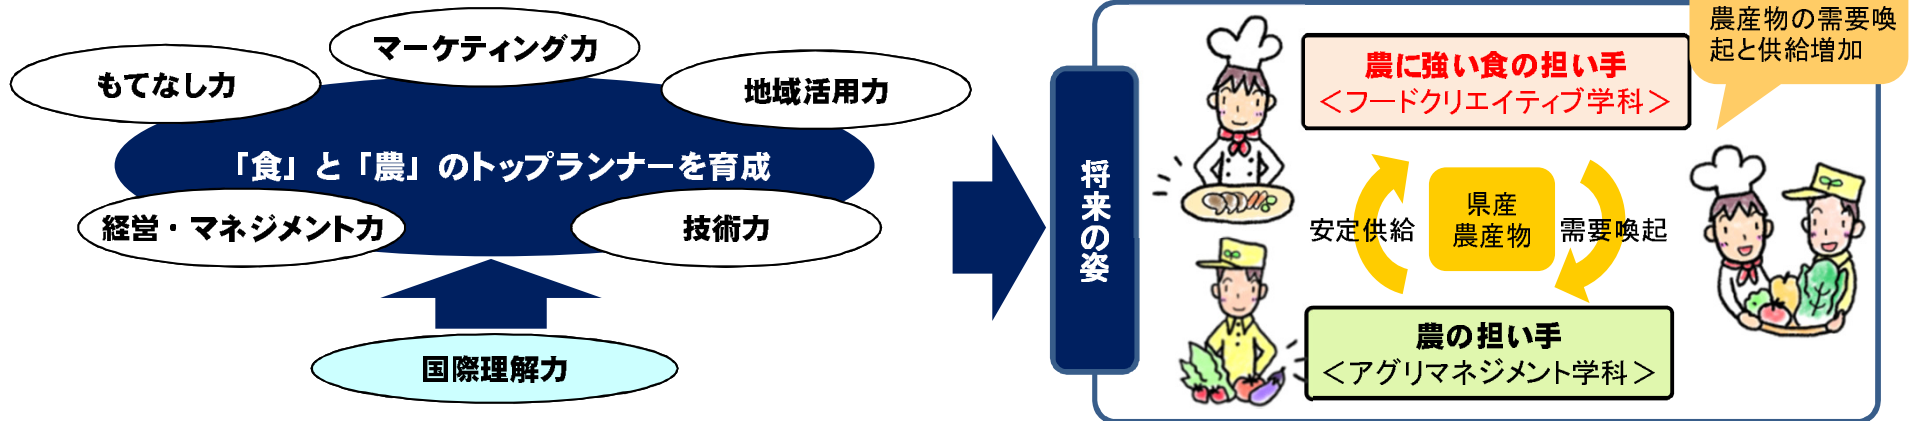 マーケティング力
もてなし力
地域活用力
「食」と「農」のトップランナーを育成
経営・マネジメント力
技術力
国際理解力
将来の姿
農に強い食の担い手
＜フードクリエイティブ学科＞
農産物の需要喚
起と供給増加
安定供給
県産
農産物
需要喚起
農の担い手
＜アグリマネジメント学科＞